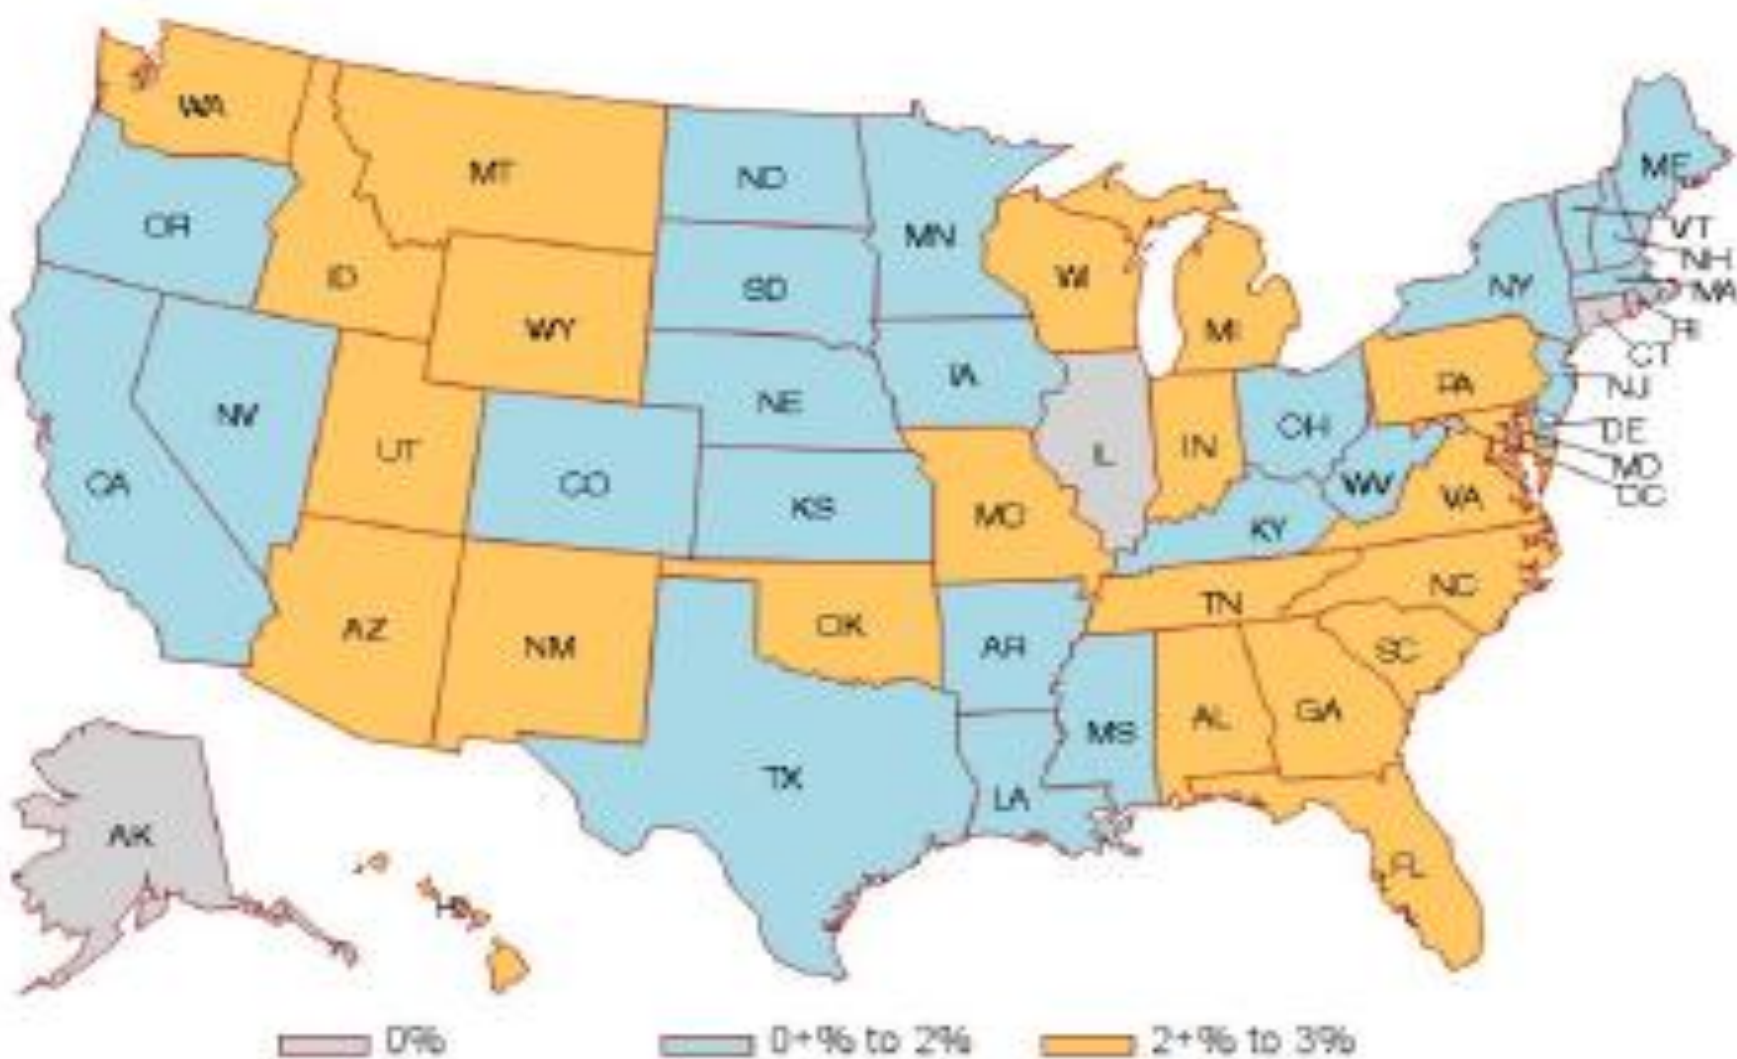 WA
MT
ND
MN
ME
OR
ID
SD
WI
NY
VT
NH
MA
WY
MI
RI
CT
IA
NE
PA
NJ
NV
UT
CO
IL
IN
OH
DE
MD
CA
KS
MO
WV
VA
DC
KY
AZ
NM
OK
AR
TN
NC
SC
MS
AL
GA
TX
LA
AK
FL
HI
0%
0+% to 2%
2+% to 3%